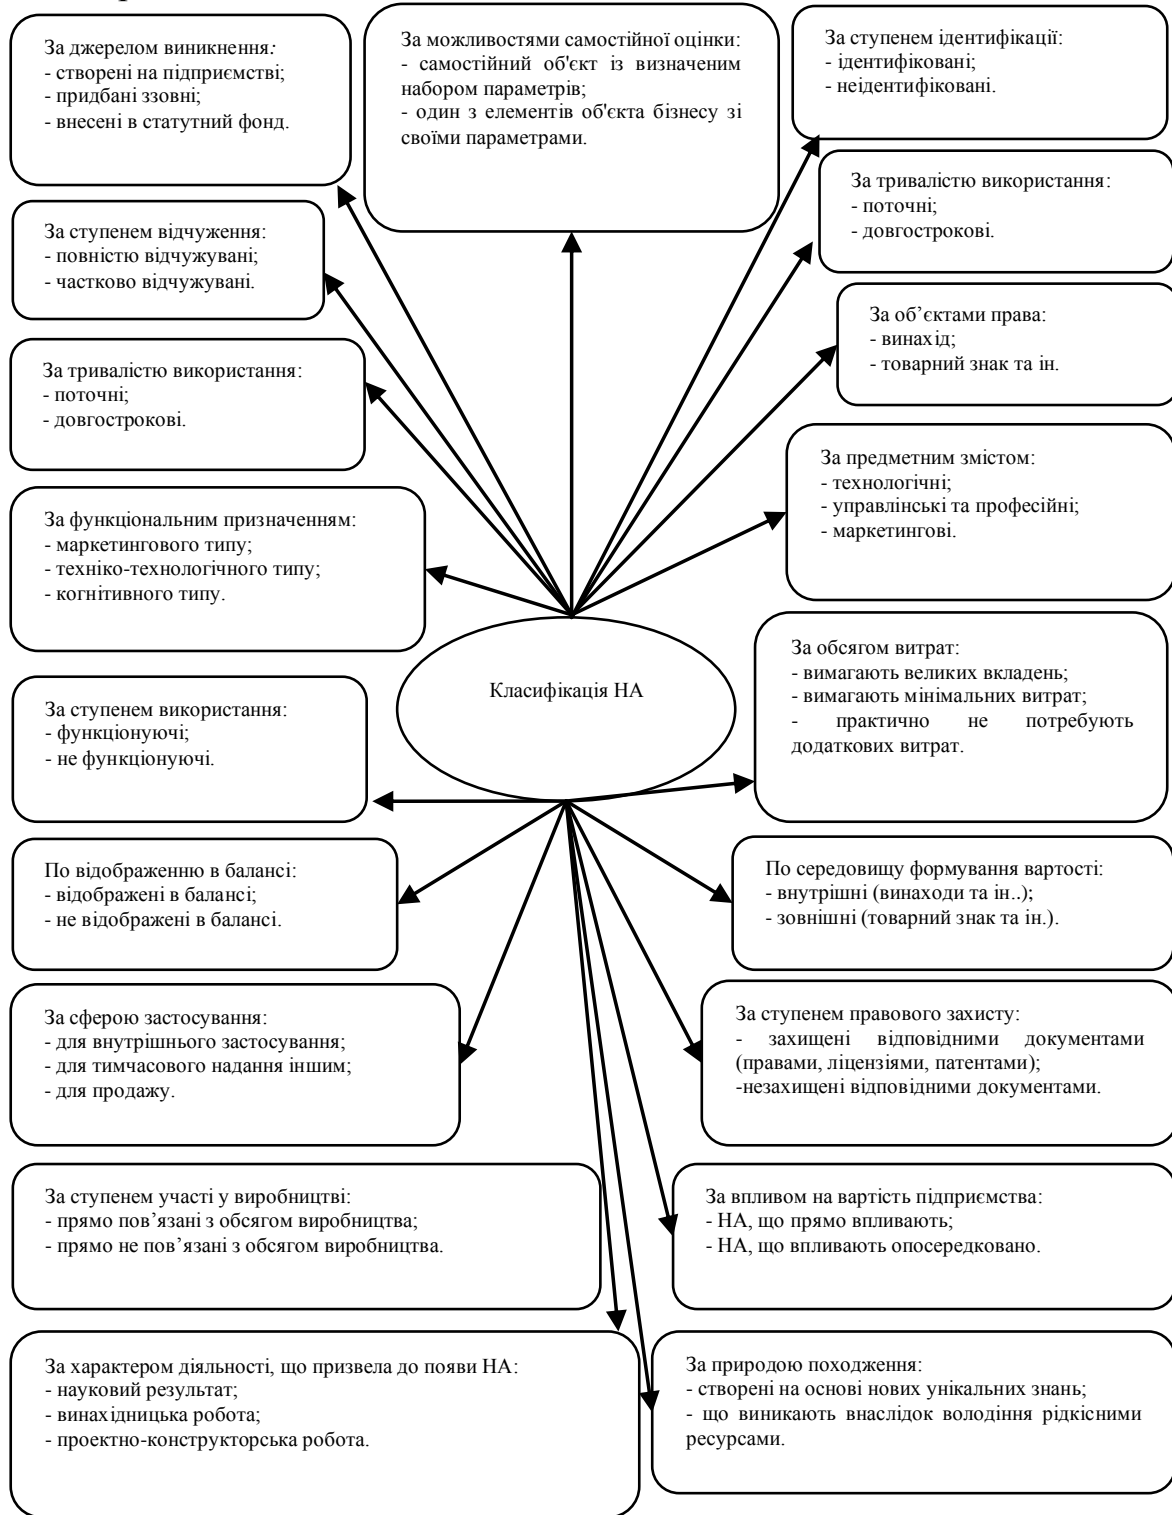 За джерелом виникнення:
- створені на підприємстві;
- придбані ззовні;
- внесені в статутний фонд.
За можливостями самостійної оцінки:
- самостійний об'єкт із визначеним
набором параметрів;
- один з елементів об'єкта бізнесу зі
своїми параметрами.
За ступенем ідентифікації:
- ідентифіковані;
- неідентифіковані.
За тривалістю використання:
- поточні;
- довгострокові.
За ступенем відчуження:
- повністю відчужувані;
- частково відчужувані.
За об’єктами права:
- винахід;
- товарний знак та ін.
За тривалістю використання:
- поточні;
- довгострокові.
За предметним змістом:
- технологічні;
- управлінські та професійні;
- маркетингові.
За функціональним призначенням:
- маркетингового типу;
- техніко-технологічного типу;
- когнітивного типу.
Класифікація НА
За обсягом витрат:
- вимагають великих вкладень;
- вимагають мінімальних витрат;
- практично не потребують
додаткових витрат.
За ступенем використання:
- функціонуючі;
- не функціонуючі.
По відображенню в балансі:
- відображені в балансі;
- не відображені в балансі.
По середовищу формування вартості:
- внутрішні (винаходи та ін..);
- зовнішні (товарний знак та ін.).
За сферою застосування:
- для внутрішнього застосування;
- для тимчасового надання іншим;
- для продажу.
За ступенем правового захисту:
- захищені відповідними документами
(правами, ліцензіями, патентами);
-незахищені відповідними документами.
За ступенем участі у виробництві:
- прямо пов’язані з обсягом виробництва;
- прямо не пов’язані з обсягом виробництва.
За впливом на вартість підприємства:
- НА, що прямо впливають;
- НА, що впливають опосередковано.
За характером діяльності, що призвела до появи НА:
- науковий результат;
- винахідницька робота;
- проектно-конструкторська робота.
За природою походження:
- створені на основі нових унікальних знань;
- що виникають внаслідок володіння рідкісними
ресурсами.